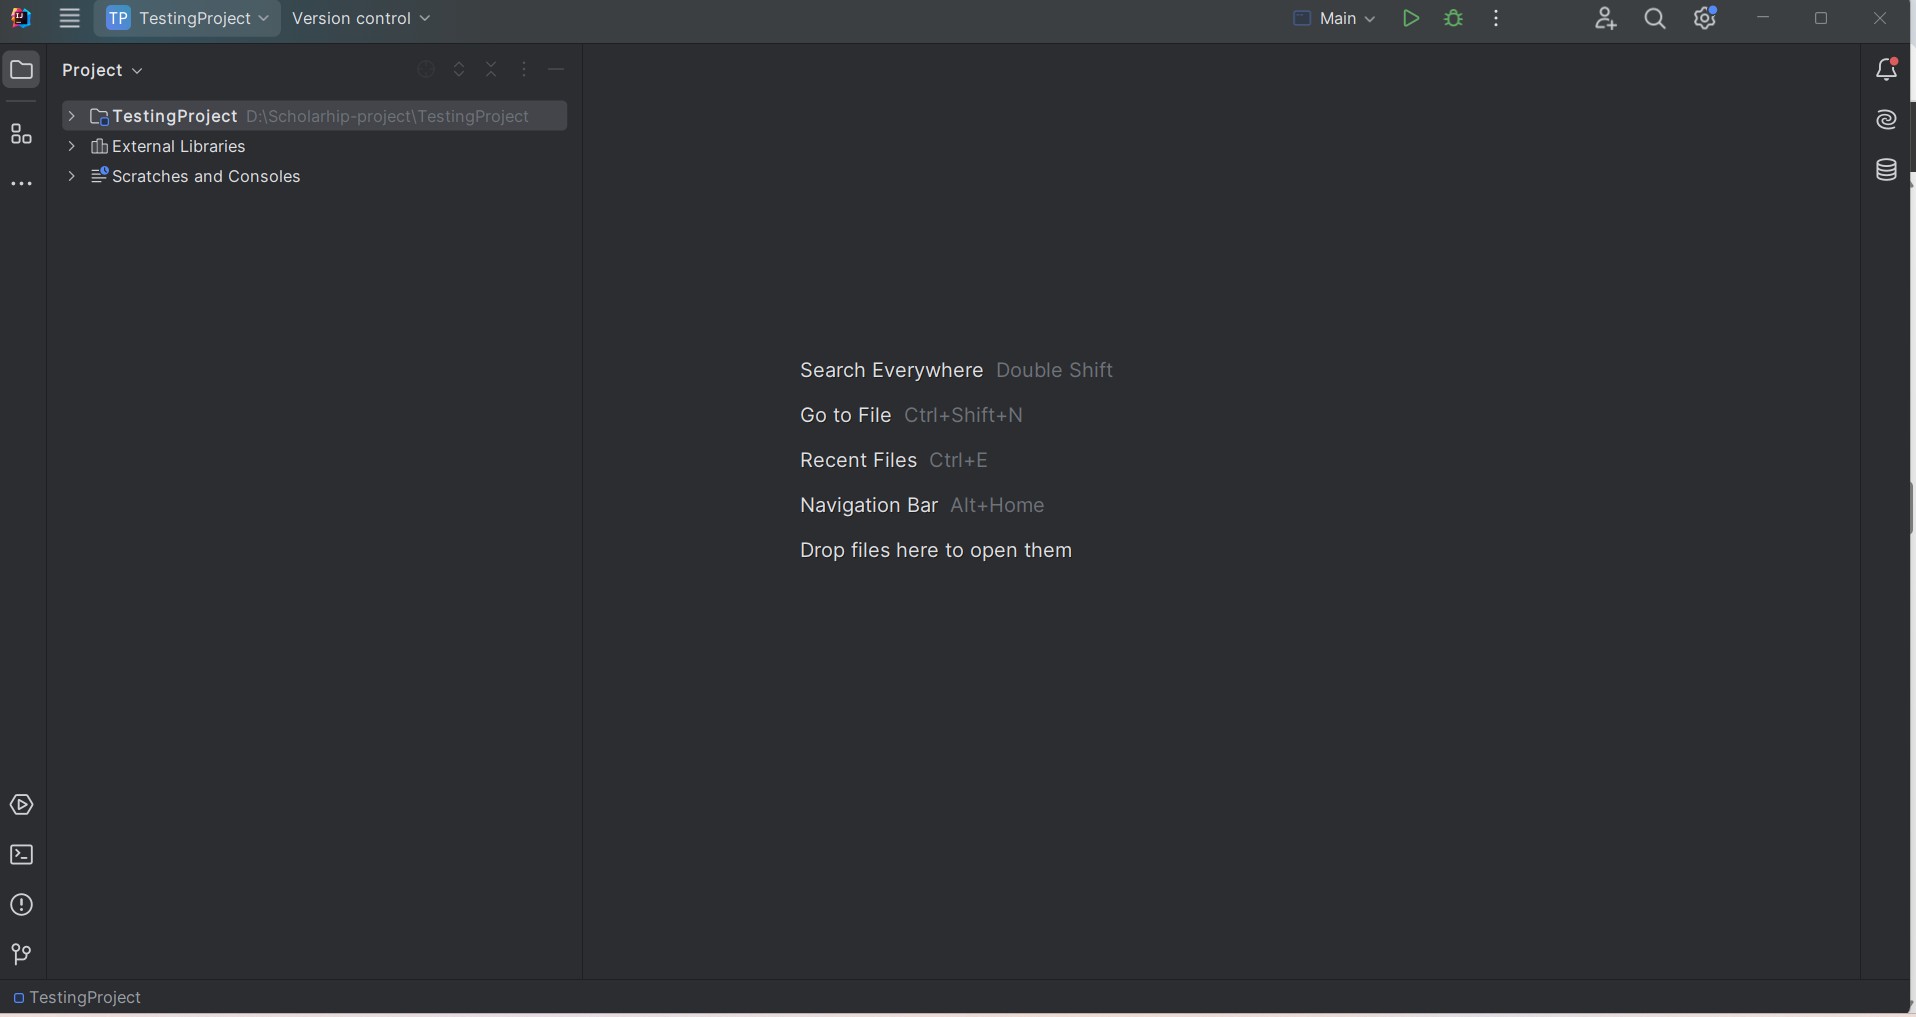 TP TestingProject Version control Main
Project
TestingProject D:\Scholarhip-project\TestingProject
External Libraries
Scratches and Consoles
Search Everywhere Double Shift
Go to File Ctrl+Shift+N
Recent Files Ctrl+E
Navigation Bar Alt+Home
Drop files here to open them
TestingProject